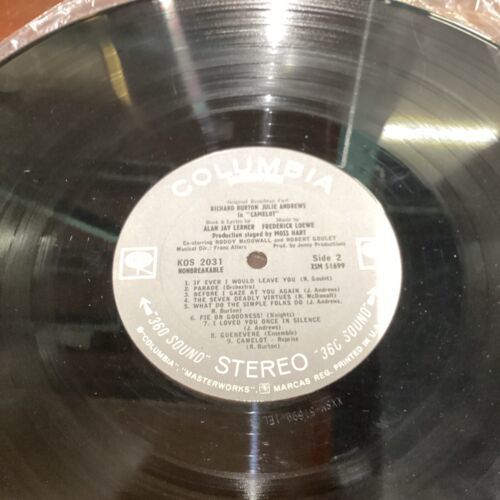 COLUMBIA
Original Broadway Cast
RICHARD BURTON JULIE ANDREWS
in "CAMELOT"
Book & Lyrics by Music by
ALAN JAY LERNER FREDERICK LOEWE
Production staged by MOSS HART
Co-starring RODDY McDOWALL and ROBERT GOULET
Musical Dir.: Franz Allers Prod. by Jenny Productions
KOS 2031 Side 2
NONBREAKABLE XSM 51699
1. IF EVER I WOULD LEAVE YOU (R. Goulet)
2. PARADE (Orchestra)
3. BEFORE I GAZE AT YOU AGAIN (J. Andrews)
4. THE SEVEN DEADLY VIRTUES (R. McDowall)
5. WHAT DO THE SIMPLE FOLKS DO (J. Andrews,
R. Burton)
6. FIE ON GOODNESS! (Knights)
7. I LOVED YOU ONCE IN SILENCE
(J. Andrews)
8. GUENEVERE (Ensemble)
9. CAMELOT - Reprise
(R. Burton)
"360 SOUND" STEREO "360 SOUND"
® "COLUMBIA", "MASTERWORKS", MARCAS REG. PRINTED IN